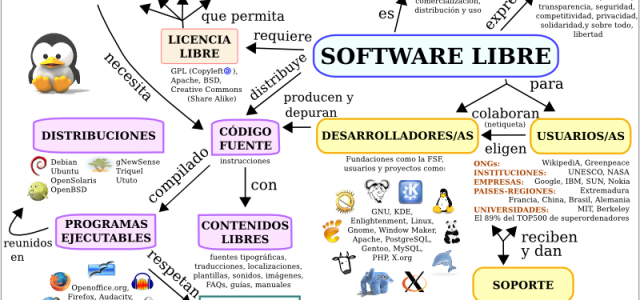 que permita
es
comercialización,
distribución y uso
expre
transparencia, seguridad,
competitividad, privacidad,
solidaridad,y sobre todo,
libertad
LICENCIA
LIBRE
requiere
SOFTWARE LIBRE
GPL (Copyleft),
Apache, BSD,
Creative Commons
(Share Alike)
necesita
distribuye
para
producen y
depuran
colaboran
(netiqueta)
eligen
DISTRIBUCIONES
CÓDIGO
FUENTE
instrucciones
DESARROLLADORES/AS
USUARIOS/AS
Debian
Ubuntu
OpenSolaris
OpenBSD
gNewSense
Triquel
Ututo
compilado
con
Fundaciones como la FSF,
usuarios y proyectos como:
GNU, KDE,
Enlightenment, Linux,
Gnome, Window Maker,
Apache, PostgreSQL,
Gentoo, MySQL,
PHP, X.org
ONGs: WikipediA, Greenpeace
INSTITUCIONES: UNESCO, NASA
EMPRESAS: Google, IBM, SUN, Nokia
PAISES-REGIONES: Extremadura
Francia, China, Brasil, Alemania
UNIVERSIDADES: MIT, Berkeley
El 89% del TOP500 de superordenadores
reunidos
en
PROGRAMAS
EJECUTABLES
CONTENIDOS
LIBRES
fuentes tipográficas,
traducciones, localizaciones,
plantillas, sonidos, imágenes,
FAQs, guias, manuales
respetan
reciben
y dan
SOPORTE
Openoffice.org,
Firefox, Audacity,